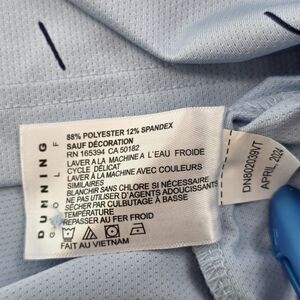 DUNNING
GOLF
88% POLYESTER 12% SPANDEX
SAUF DÉCORATION
RN 165394 CA 50182
LAVER A LA MACHINE A L'EAU FROIDE
CYCLE DÉLICAT
LAVER A LA MACHINE AVEC COULEURS
SIMILAIRES
BLANCHIR SANS CHLORE SI NÉCESSAIRE
NE PAS UTILISER D'AGENTS ADOUCISSANTS
SÉCHER PAR CULBUTAGE À BASSE
TEMPÉRATURE
REPASSER AU FER FROID
FAIT AU VIETNAM
DN802039NT
APRIL 2024